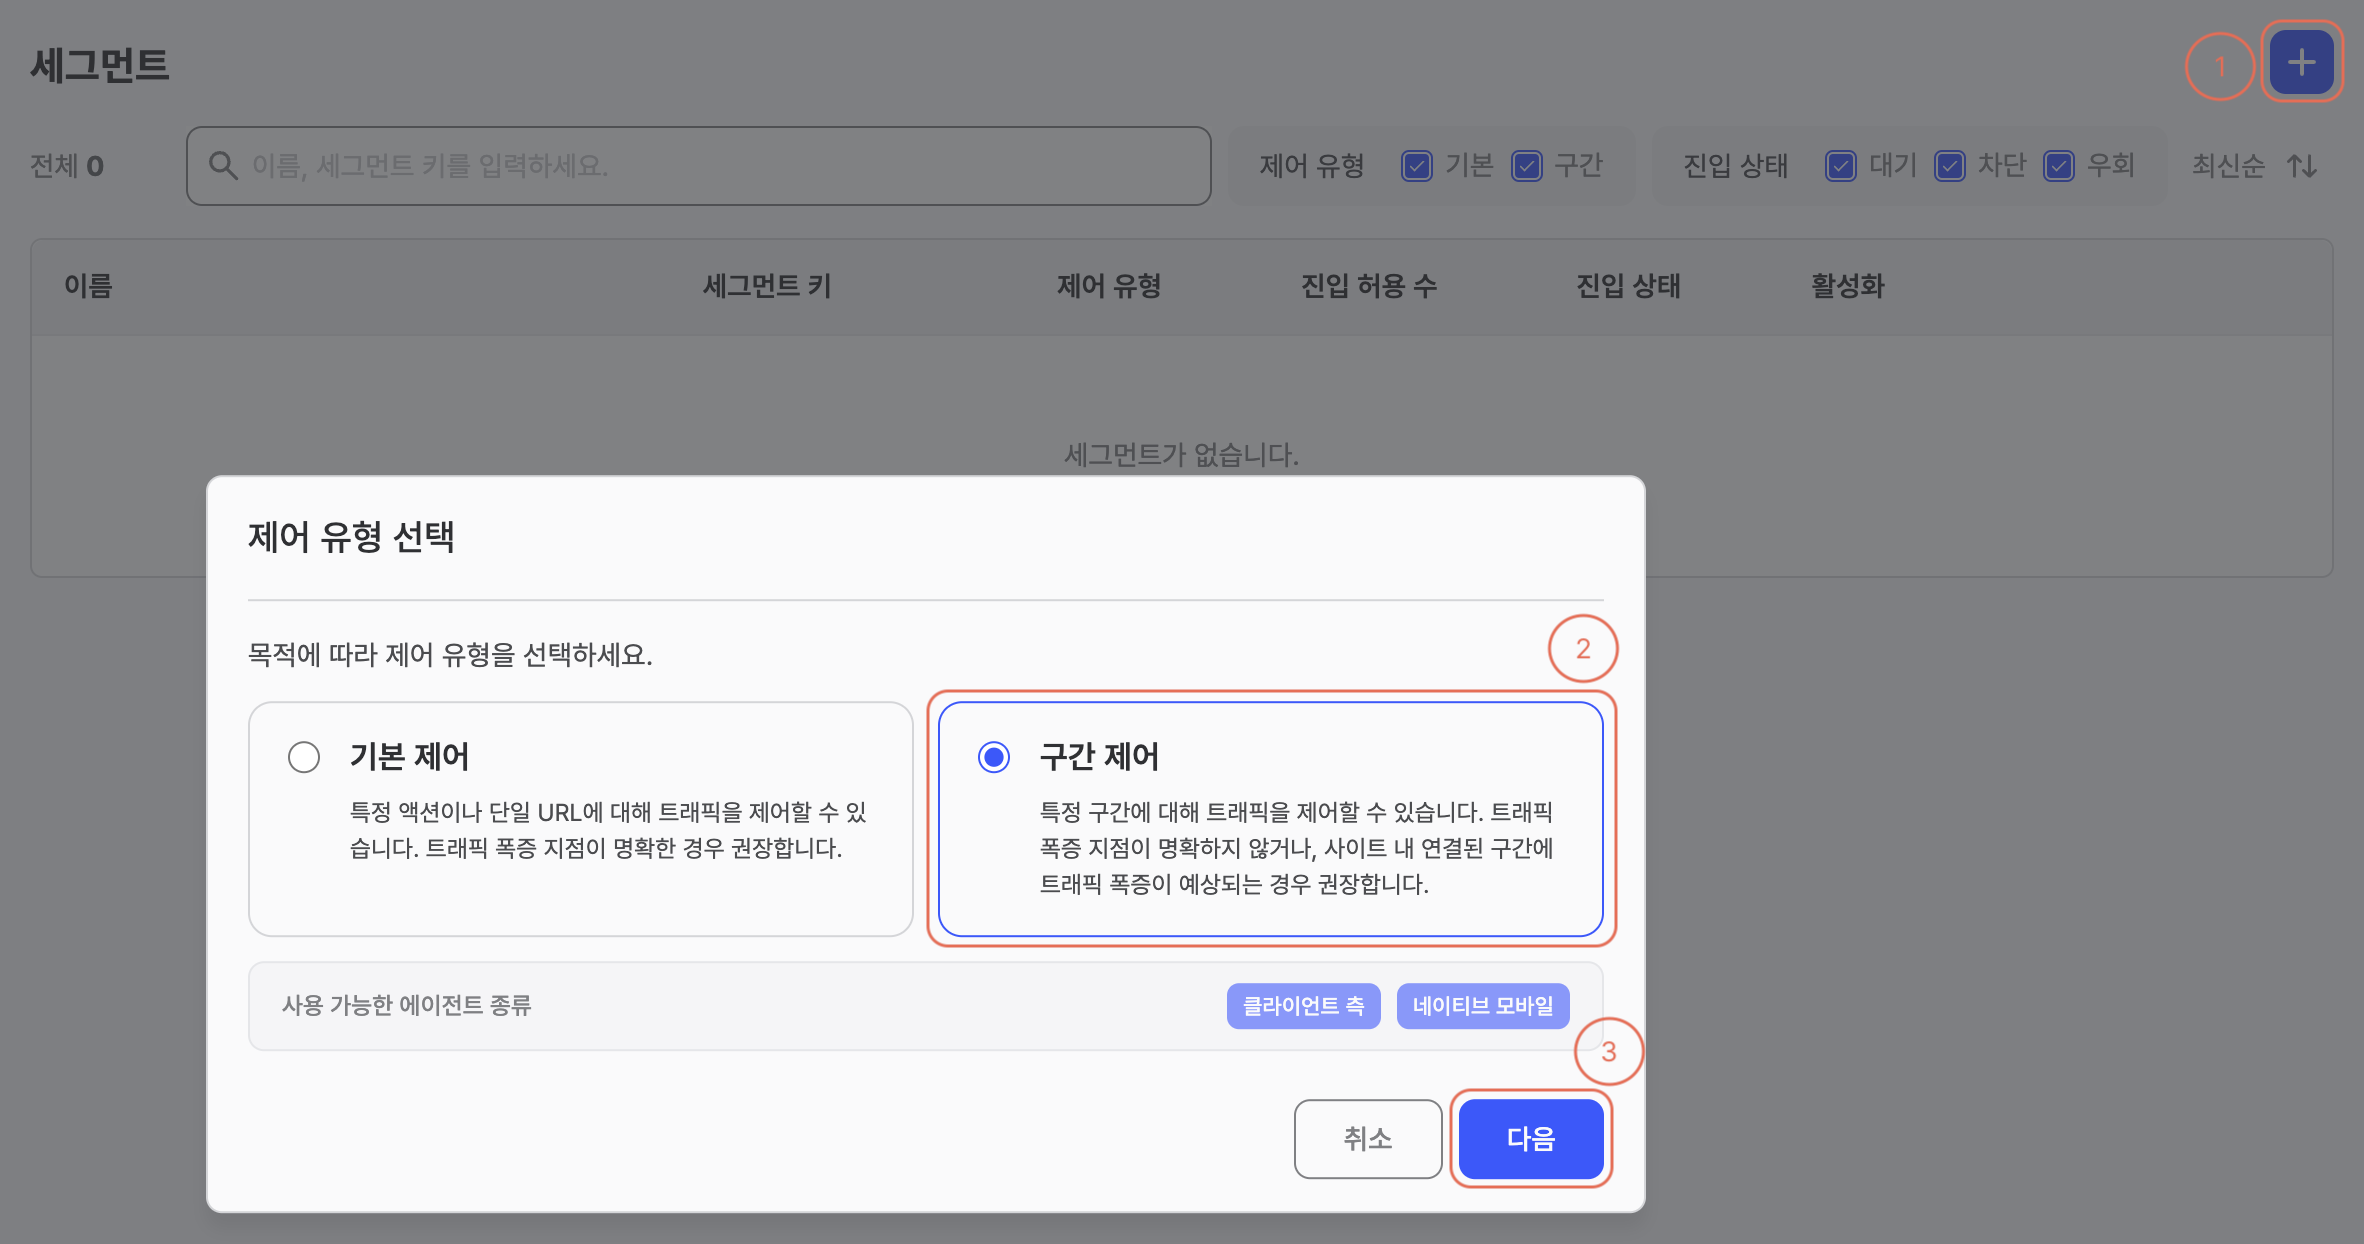 세그먼트
1
전체 0
이름, 세그먼트 키를 입력하세요.
제어 유형 기본 구간
진입 상태 대기 차단 우회
최신순
이름 세그먼트 키 제어 유형 진입 허용 수 진입 상태 활성화
세그먼트가 없습니다.
제어 유형 선택
목적에 따라 제어 유형을 선택하세요.
2
기본 제어
특정 액션이나 단일 URL에 대해 트래픽을 제어할 수 있
습니다. 트래픽 폭증 지점이 명확한 경우 권장합니다.
구간 제어
특정 구간에 대해 트래픽을 제어할 수 있습니다. 트래픽
폭증 지점이 명확하지 않거나, 사이트 내 연결된 구간에
트래픽 폭증이 예상되는 경우 권장합니다.
사용 가능한 에이전트 종류
클라이언트 측
네이티브 모바일
3
취소
다음